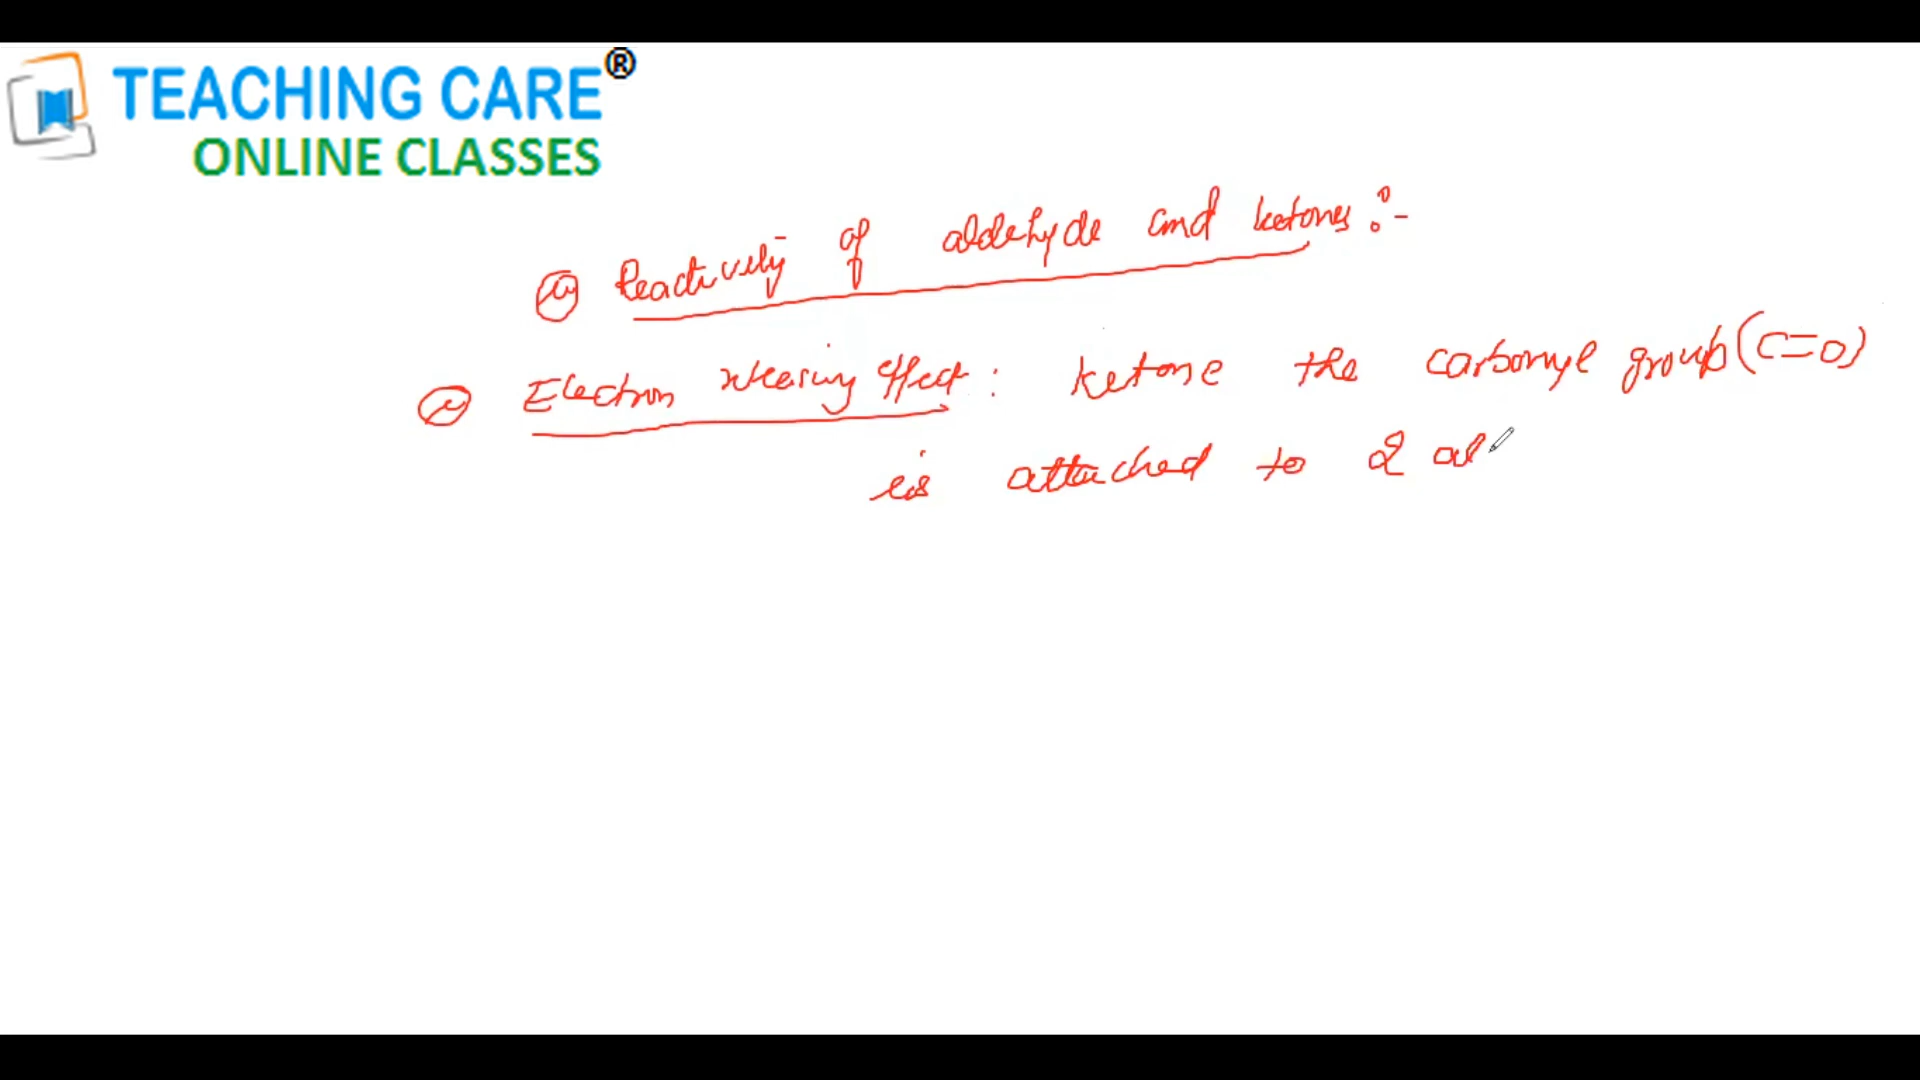 TEACHING CARE®
ONLINE CLASSES
Reactivity of aldehyde and ketones :-
Electron releasing effect : ketone the carbonyl group (C=O)
is attached to 2 al